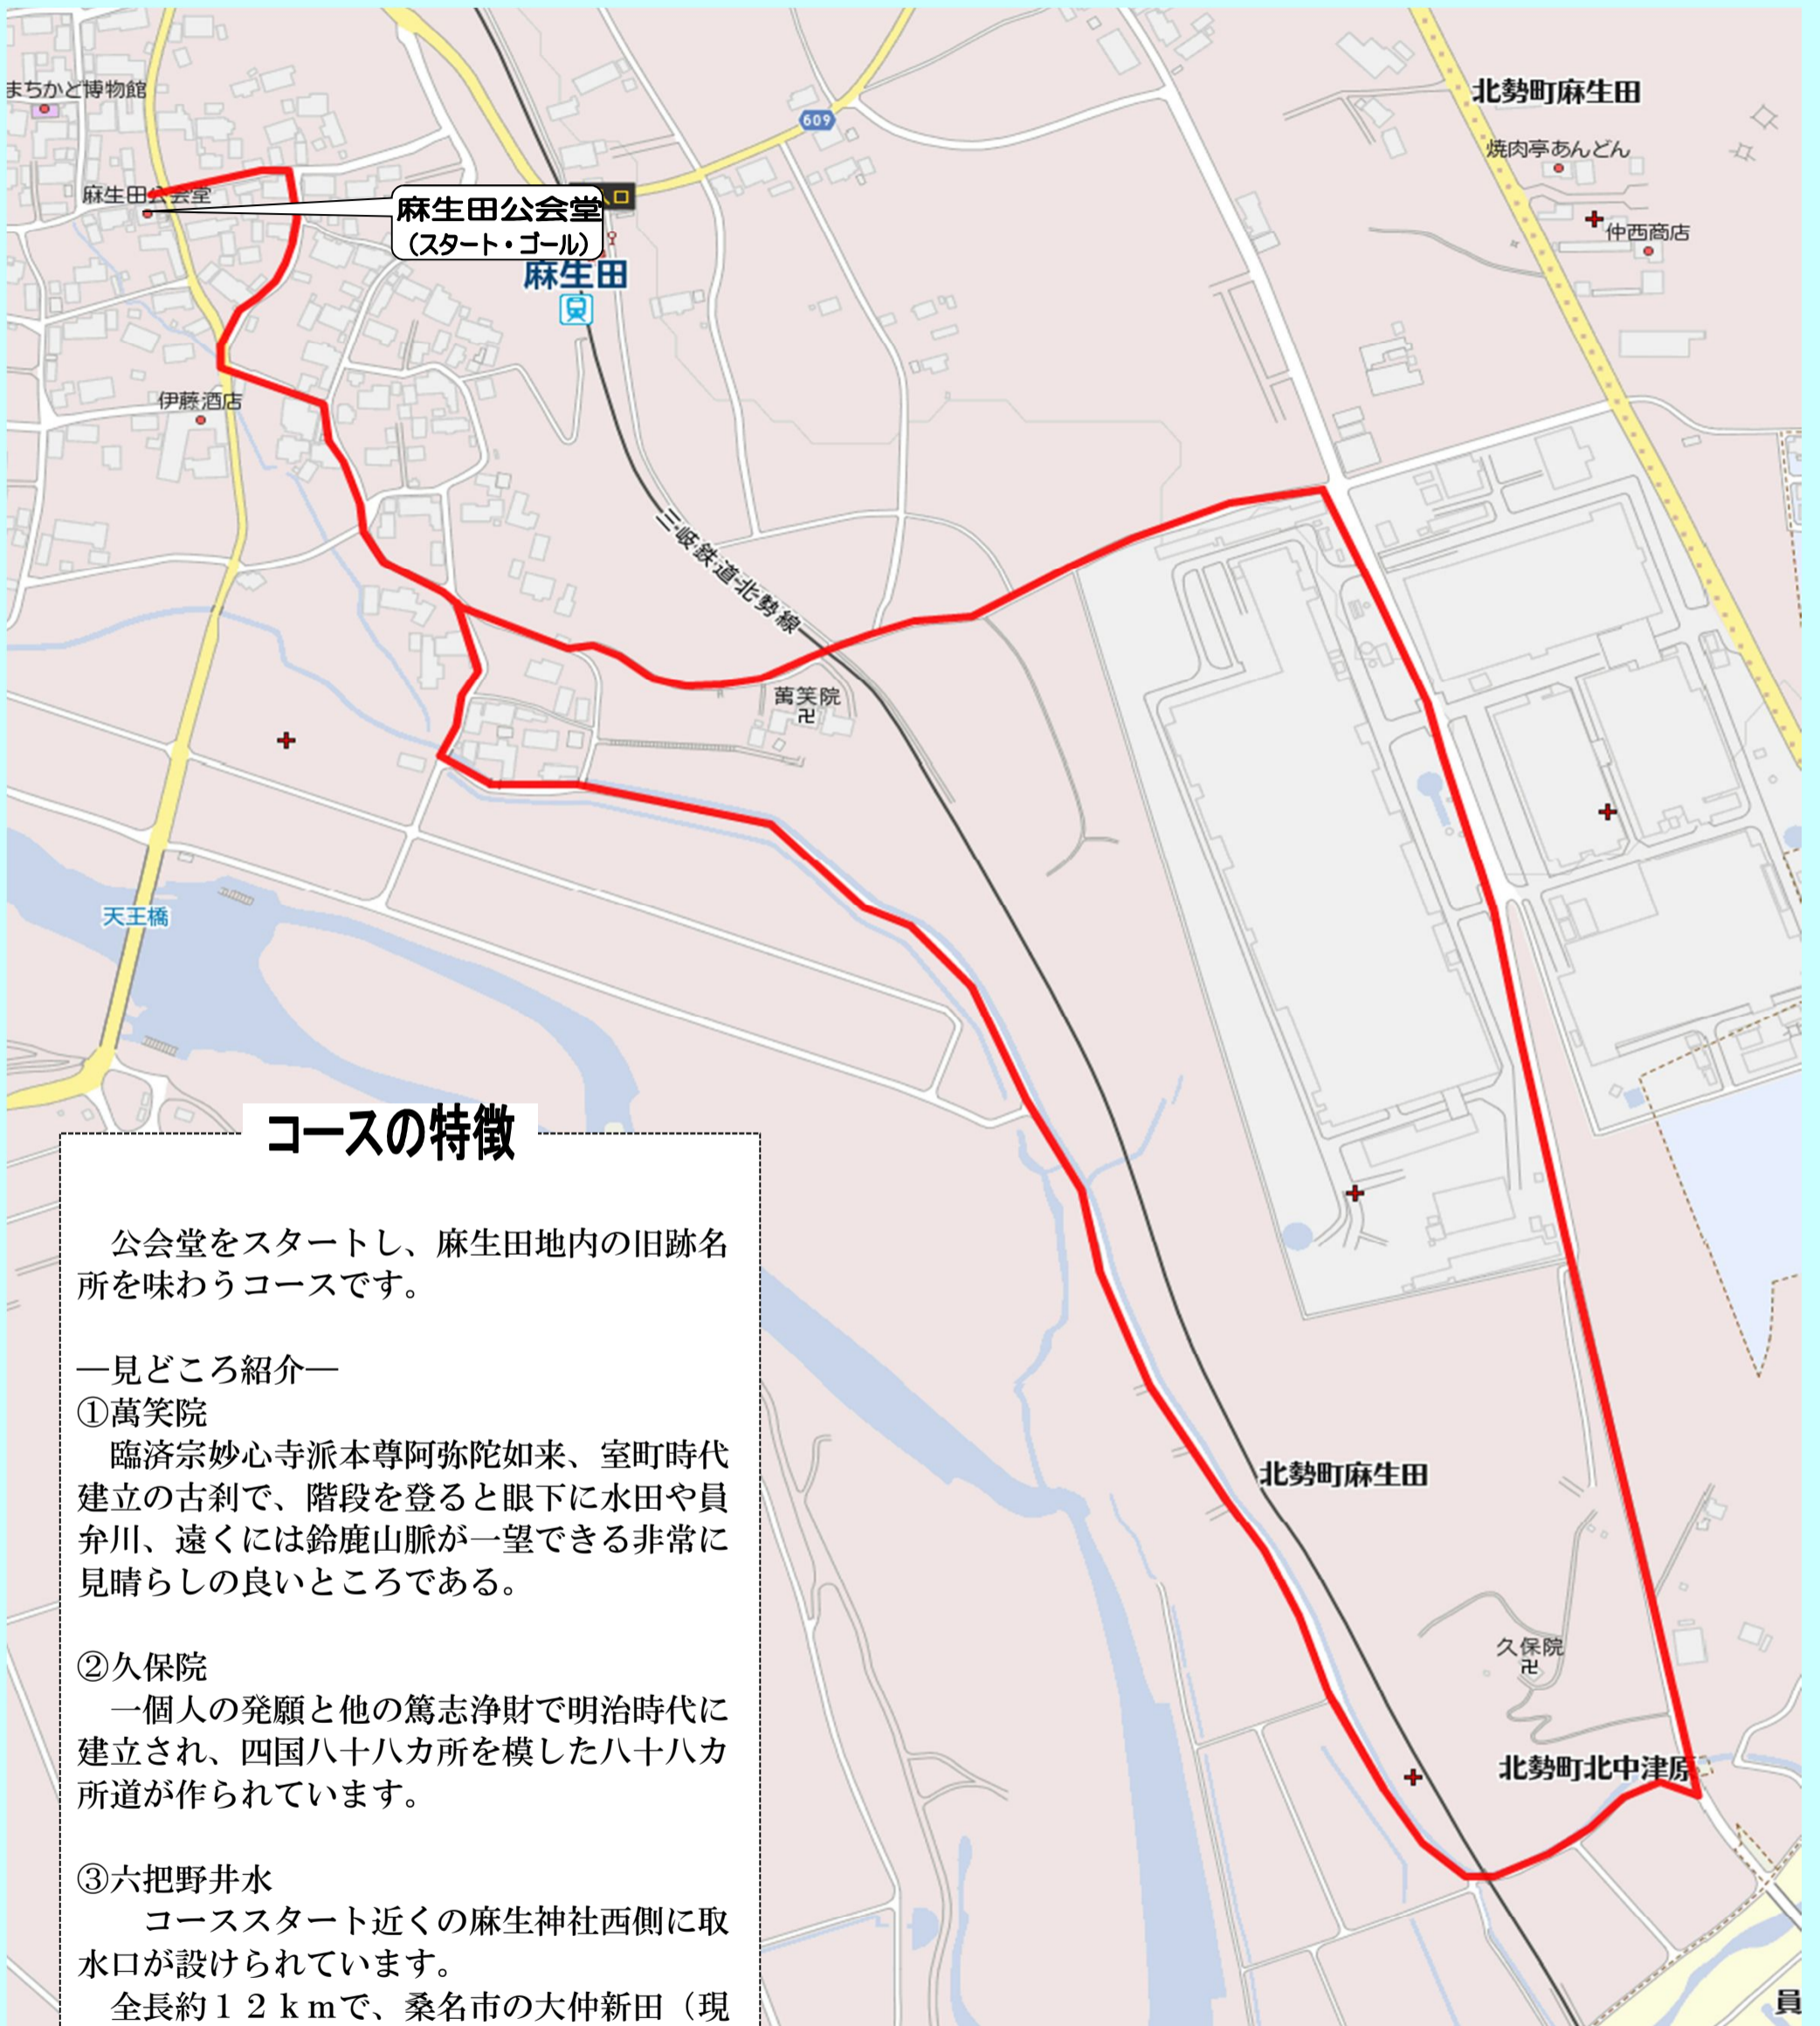 まちかど博物館
609
北勢町麻生田
焼肉亭あんどん
仲西商店
麻生田公会堂
麻生田公会堂
(スタート・ゴール)
口
麻生田
伊藤酒店
三岐鉄道北勢線
萬笑院
天王橋
コースの特徴
公会堂をスタートし、麻生田地内の旧跡名
所を味わうコースです。
―見どころ紹介―
①萬笑院
臨済宗妙心寺派本尊阿弥陀如来、室町時代
建立の古刹で、階段を登ると眼下に水田や員
弁川、遠くには鈴鹿山脈が一望できる非常に
見晴らしの良いところである。
②久保院
一個人の発願と他の篤志浄財で明治時代に
建立され、四国八十八カ所を模した八十八カ
所道が作られています。
③六把野井水
コーススタート近くの麻生神社西側に取
水口が設けられています。
全長約１２ｋｍで、桑名市の大仲新田（現
北勢町麻生田
久保院
北勢町北中津原
員